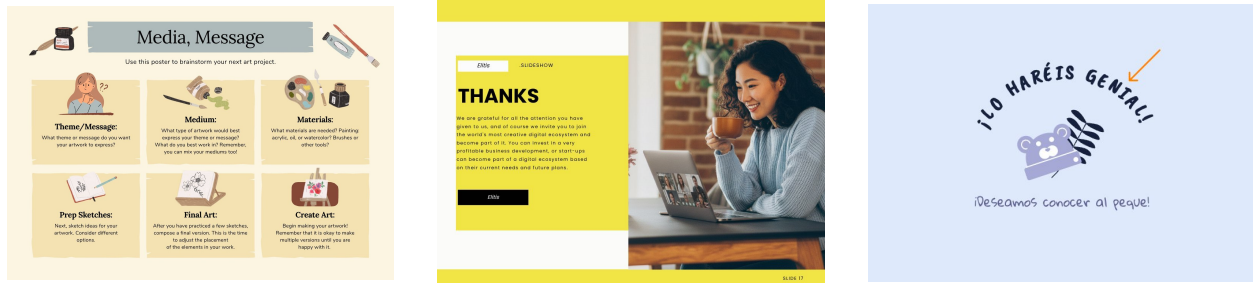 Media, Message
Use this poster to brainstorm your next art project.
??
Theme/Message:
What theme or message do you want
your artwork to express?
Medium:
What type of artwork would best
express your theme or message?
What do you best work in? Remember,
you can mix your mediums too!
Materials:
What materials are needed? Painting:
acrylic, oil, or watercolor? Brushes or
other tools?
Prep Sketches:
Next, sketch ideas for your
artwork. Consider different
options.
Final Art:
After you have practiced a few sketches,
compose a final version. This is the time
to adjust the placement
of the elements in your work.
Create Art:
Begin making your artwork!
Remember that it is okay to make
multiple versions until you are
happy with it.
Elitis SLIDESHOW
THANKS
We are grateful for all the attention you have
given to us, and of course we invite you to join
the world's most creative digital ecosystem and
become part of it. You can invest in a very
profitable business development, or start-ups
can become part of a digital ecosystem based
on their current needs and future plans.
Elitis
SLIDE 17
¡LO HARÉIS GENIAL!
¡Deseamos conocer al peque!